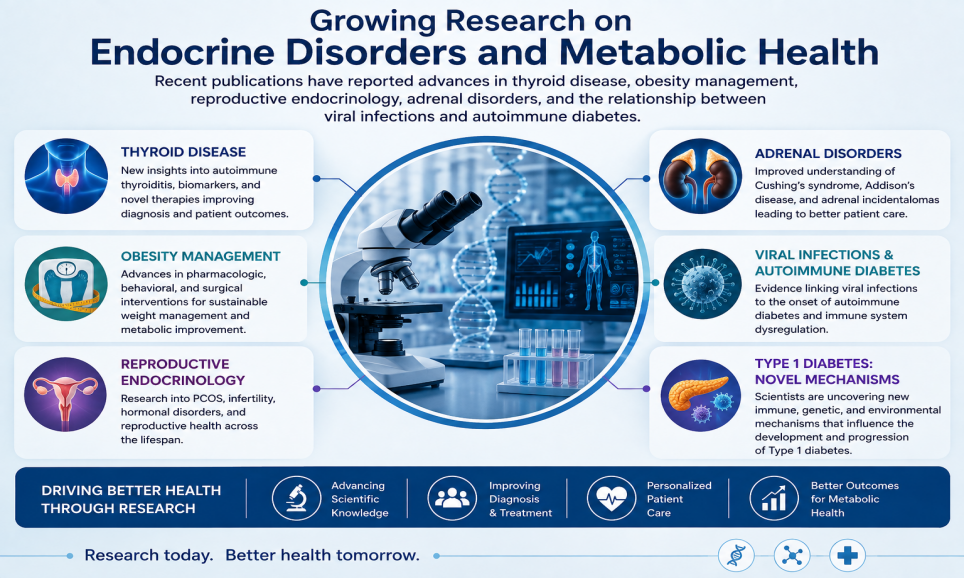 Growing Research on
Endocrine Disorders and Metabolic Health
Recent publications have reported advances in thyroid disease, obesity management,
reproductive endocrinology, adrenal disorders, and the relationship between
viral infections and autoimmune diabetes.
THYROID DISEASE
New insights into autoimmune
thyroiditis, biomarkers, and
novel therapies improving
diagnosis and patient outcomes.
OBESITY MANAGEMENT
Advances in pharmacologic,
behavioral, and surgical
interventions for sustainable
weight management and
metabolic improvement.
REPRODUCTIVE
ENDOCRINOLOGY
Research into PCOS, infertility,
hormonal disorders, and
reproductive health across
the lifespan.
ADRENAL DISORDERS
Improved understanding of
Cushing's syndrome, Addison's
disease, and adrenal incidentalomas
leading to better patient care.
VIRAL INFECTIONS &
AUTOIMMUNE DIABETES
Evidence linking viral infections
to the onset of autoimmune
diabetes and immune system
dysregulation.
TYPE 1 DIABETES:
NOVEL MECHANISMS
Scientists are uncovering new
immune, genetic, and environmental
mechanisms that influence the
development and progression
of Type 1 diabetes.
DRIVING BETTER HEALTH
THROUGH RESEARCH
Advancing
Scientific
Knowledge
Improving
Diagnosis
& Treatment
Personalized
Patient
Care
Better Outcomes
for Metabolic
Health
Research today. Better health tomorrow.